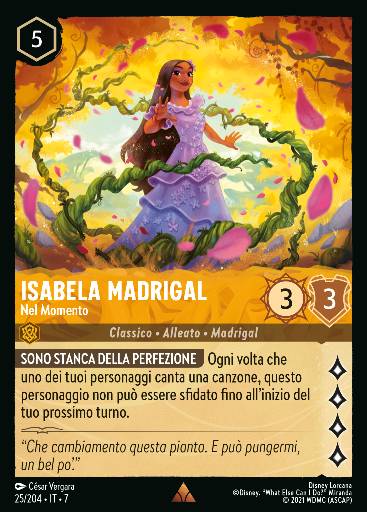 5
ISABELA MADRIGAL
Nel Momento
3
3
Classico • Alleato • Madrigal
SONO STANCA DELLA PERFEZIONE Ogni volta che
uno dei tuoi personaggi canta una canzone, questo
personaggio non può essere sfidato fino all'inizio del
tuo prossimo turno.
“Che cambiamento questa pianta. E può pungermi,
un bel po'.”
César Vergara
25/204 • IT • 7
Disney Lorcana
©Disney. “What Else Can I Do?” Miranda
© 2021 WDMC (ASCAP)